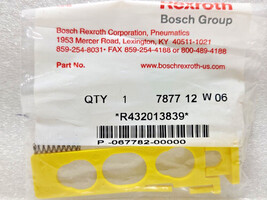 Rexroth
Bosch Group
Bosch Rexroth Corporation, Pneumatics
1953 Mercer Road, Lexington, KY 40511-1021
859-254-8031• FAX 859-254-4188 or 800-489-4188
Part No. www.boschrexroth-us.com
QTY 1 7877 12 W 06
*R432013839*
P -067782-00000